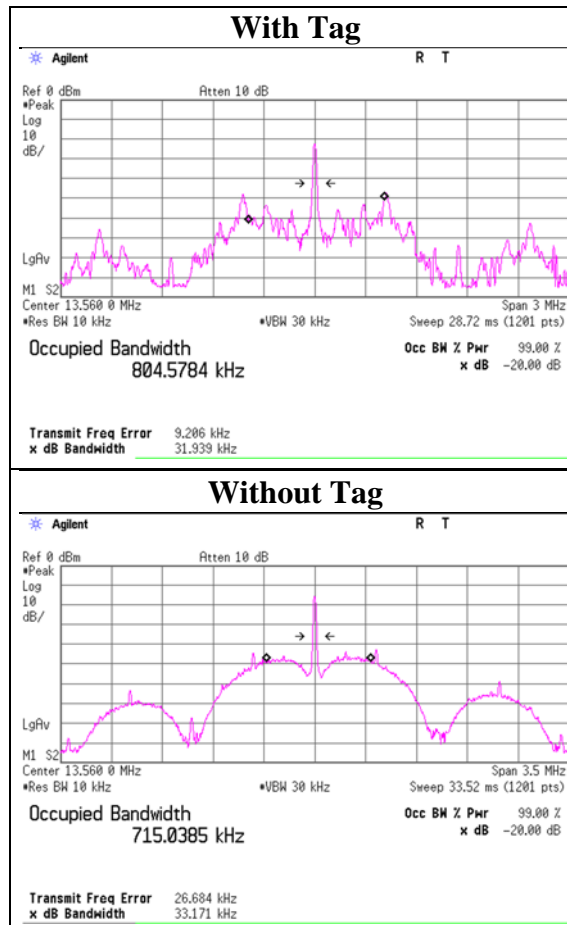 With Tag
Agilent R T
Ref 0 dBm Atten 10 dB
#Peak
Log
10
dB/
LgAv
M1 S2
Center 13.560 0 MHz Span 3 MHz
#Res BW 10 kHz #VBW 30 kHz Sweep 28.72 ms (1201 pts)
Occupied Bandwidth Occ BW % Pwr 99.00 %
804.5784 kHz x dB -20.00 dB
Transmit Freq Error 9.206 kHz
x dB Bandwidth 31.939 kHz
Without Tag
Agilent R T
Ref 0 dBm Atten 10 dB
#Peak
Log
10
dB/
LgAv
M1 S2
Center 13.560 0 MHz Span 3.5 MHz
#Res BW 10 kHz #VBW 30 kHz Sweep 33.52 ms (1201 pts)
Occupied Bandwidth Occ BW % Pwr 99.00 %
715.0385 kHz x dB -20.00 dB
Transmit Freq Error 26.684 kHz
x dB Bandwidth 33.171 kHz